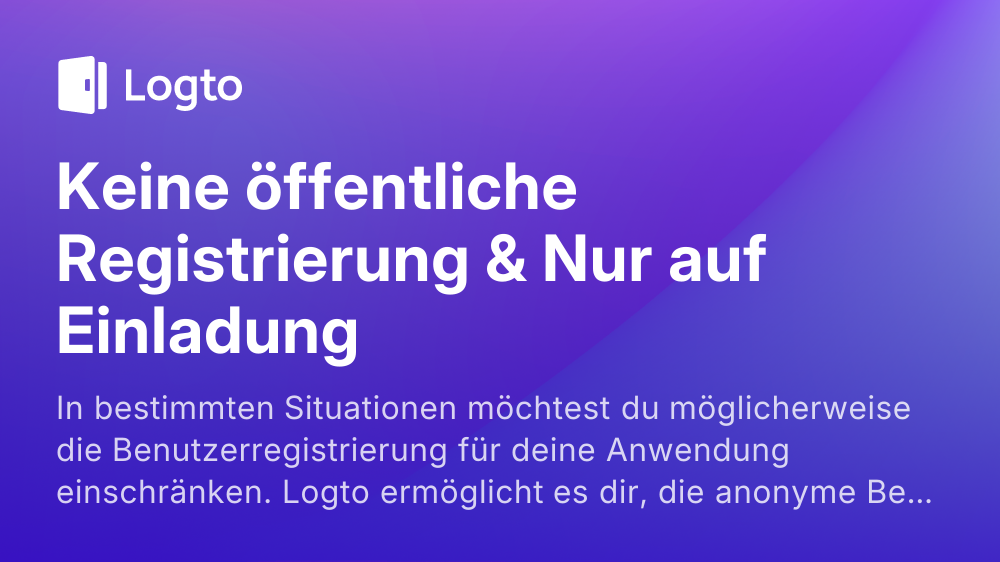 Logto
Keine öffentliche
Registrierung & Nur auf
Einladung
In bestimmten Situationen möchtest du möglicherweise
die Benutzerregistrierung für deine Anwendung
einschränken. Logto ermöglicht es dir, die anonyme Be...